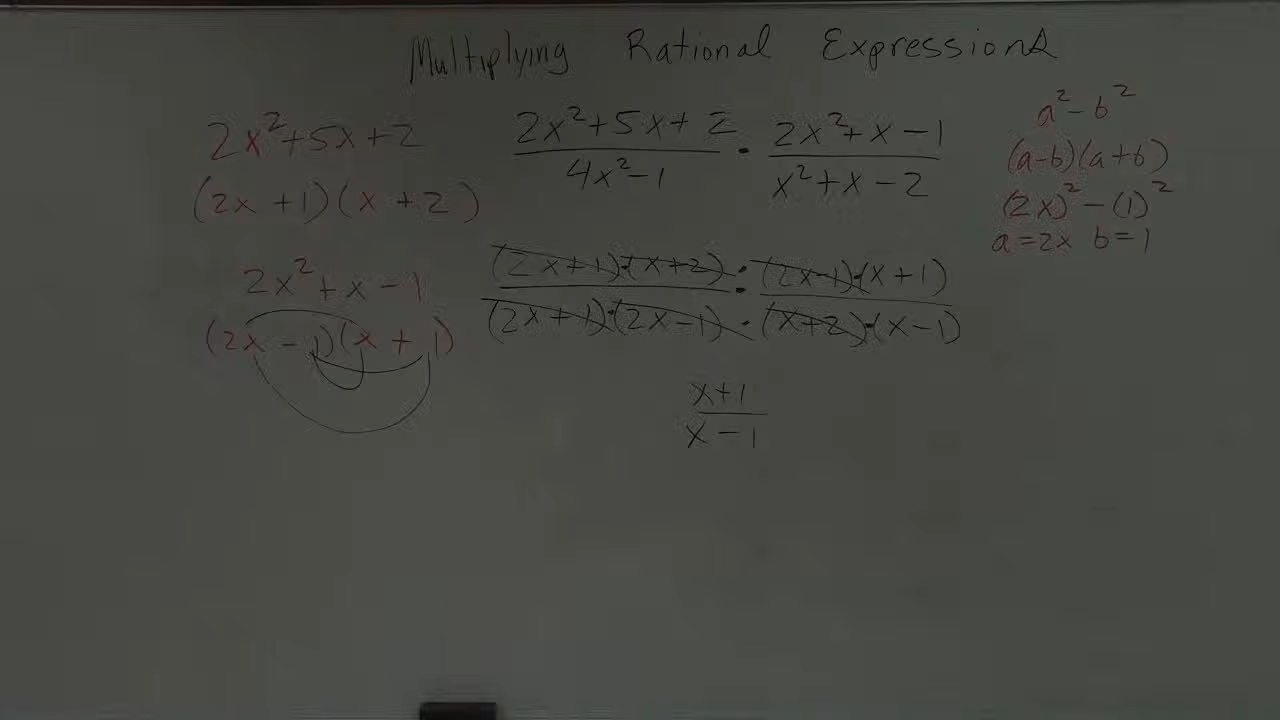 Multiplying Rational Expressions
2x²+5x+2
(2x+1)(x+2)
2x²+x-1
(2x-1)(x+1)
2x²+5x+2 / 4x²-1 · 2x²+x-1 / x²+x-2
(2x+1)·(x+2) · (2x-1)·(x+1)
(2x+1)·(2x-1) · (x+2)·(x-1)
x+1
x-1
a²-b²
(a-b)(a+b)
(2x)²-(1)²
a=2x b=1